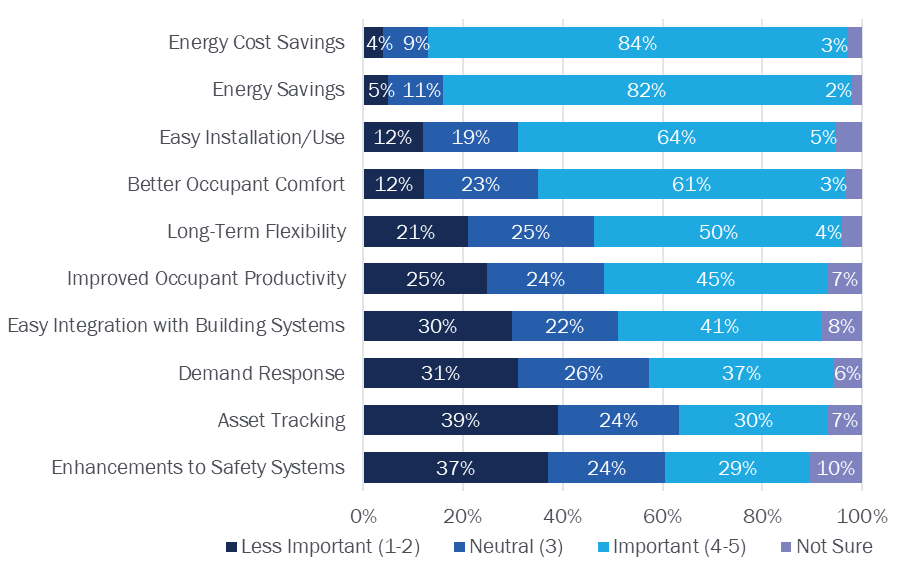 Energy Cost Savings 4% 9% 84% 3%
Energy Savings 5% 11% 82% 2%
Easy Installation/Use 12% 19% 64% 5%
Better Occupant Comfort 12% 23% 61% 3%
Long-Term Flexibility 21% 25% 50% 4%
Improved Occupant Productivity 25% 24% 45% 7%
Easy Integration with Building Systems 30% 22% 41% 8%
Demand Response 31% 26% 37% 6%
Asset Tracking 39% 24% 30% 7%
Enhancements to Safety Systems 37% 24% 29% 10%
0% 20% 40% 60% 80% 100%
Less Important (1-2) Neutral (3) Important (4-5) Not Sure